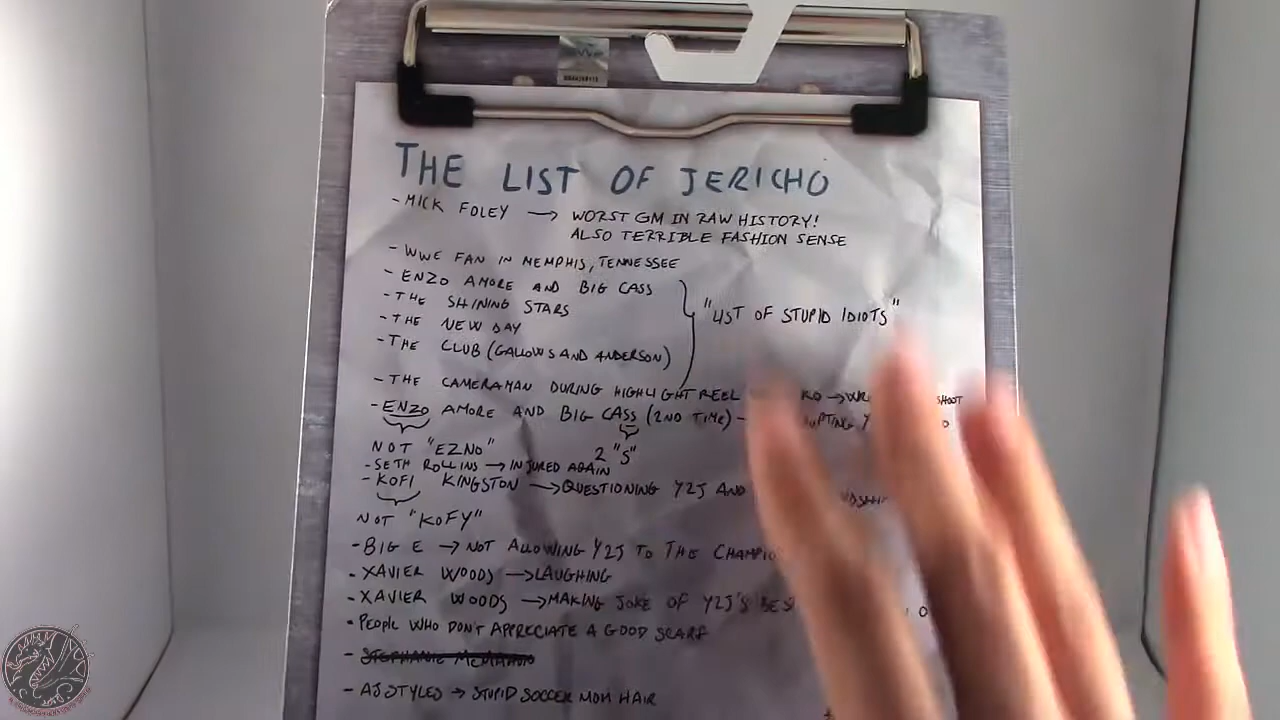 THE LIST OF JERICHO
- MICK FOLEY → WORST GM IN RAW HISTORY!
ALSO TERRIBLE FASHION SENSE
- WWE FAN IN MEMPHIS, TENNESSEE
- ENZO AMORE AND BIG CASS
- THE SHINING STARS
"LIST OF STUPID IDIOTS"
- THE NEW DAY
- THE CLUB (GALLOWS AND ANDERSON)
- THE CAMERAMAN DURING HIGHLIGHT REEL
- ENZO AMORE AND BIG CASS (2ND TIME) -
NOT "EZNO" 2 "S"
- SETH ROLLINS → INJURED AGAIN
- KOFI KINGSTON → QUESTIONING Y2J AND
NOT "KOFY"
- BIG E → NOT ALLOWING Y2J TO THE
- XAVIER WOODS → LAUGHING
- XAVIER WOODS → MAKING JOKE OF Y2J'S
- PEOPLE WHO DON'T APPRECIATE A GOOD SCARF
- STEPHANIE McMAHON
- AJ STYLES → STUPID SOCCER MOM HAIR